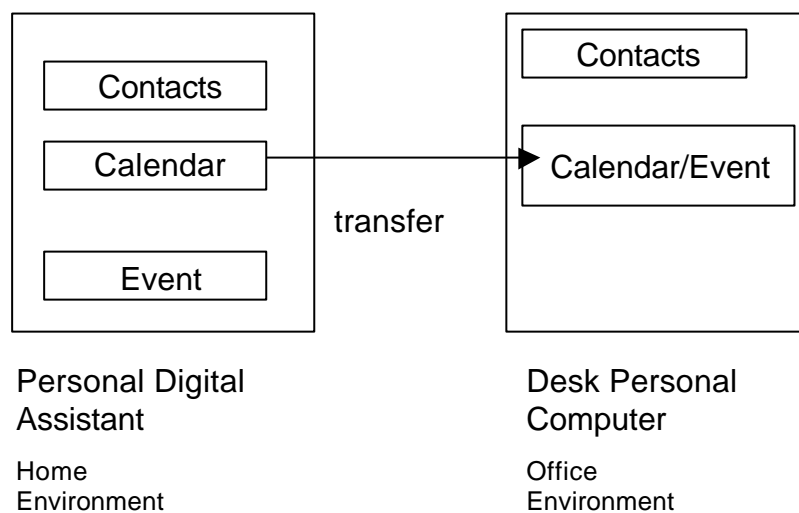 Contacts
Calendar
Event
transfer
Contacts
Calendar/Event
Personal Digital
Assistant
Home
Environment
Desk Personal
Computer
Office
Environment